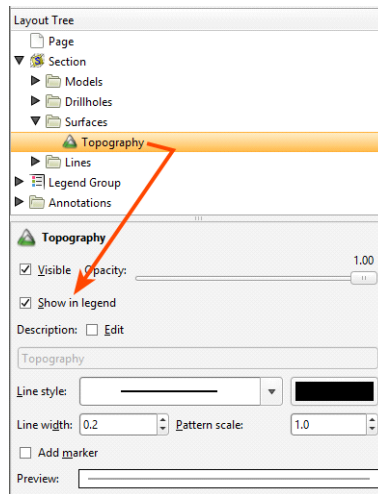 Layout Tree
Page
Section
Models
Drillholes
Surfaces
Topography
Lines
Legend Group
Annotations
Topography
Visible Opacity: 1.00
Show in legend
Description: Edit
Topography
Line style:
Line width: 0.2 Pattern scale: 1.0
Add marker
Preview: